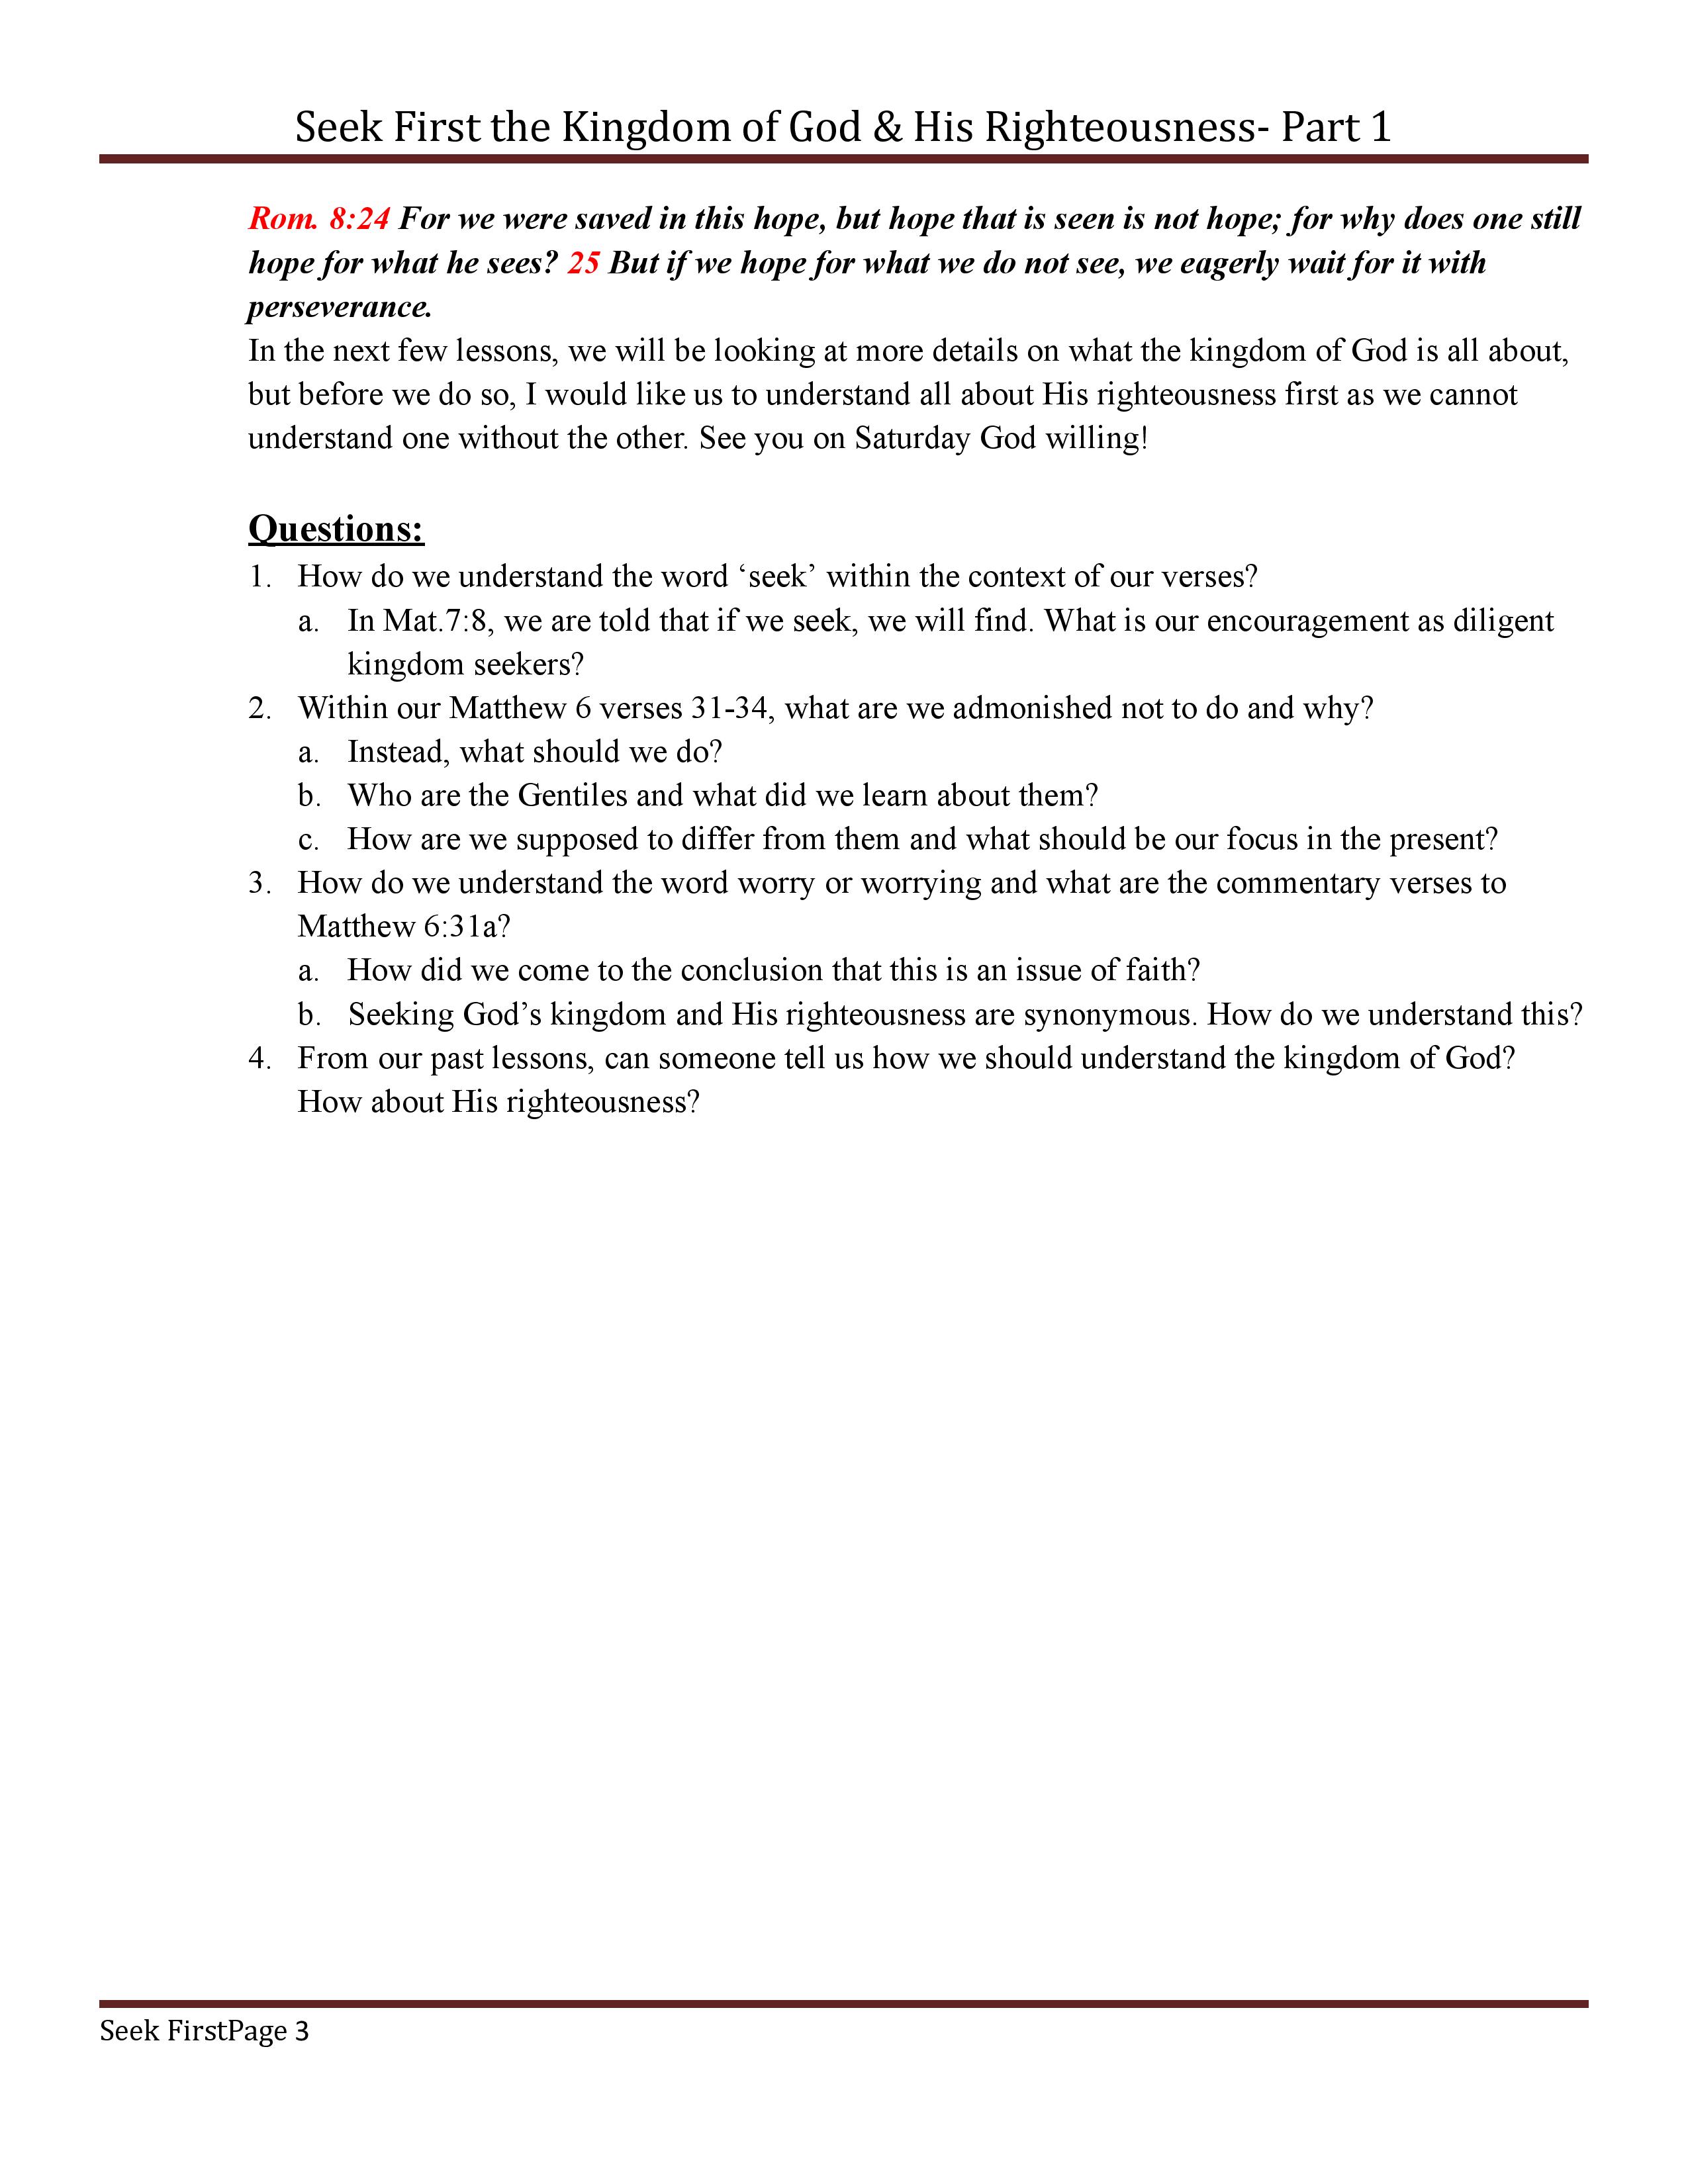 Seek First the Kingdom of God & His Righteousness- Part 1
Rom. 8:24 For we were saved in this hope, but hope that is seen is not hope; for why does one still
hope for what he sees? 25 But if we hope for what we do not see, we eagerly wait for it with
perseverance.
In the next few lessons, we will be looking at more details on what the kingdom of God is all about,
but before we do so, I would like us to understand all about His righteousness first as we cannot
understand one without the other. See you on Saturday God willing!
Questions:
1. How do we understand the word ‘seek’ within the context of our verses?
a. In Mat.7:8, we are told that if we seek, we will find. What is our encouragement as diligent
kingdom seekers?
2. Within our Matthew 6 verses 31-34, what are we admonished not to do and why?
a. Instead, what should we do?
b. Who are the Gentiles and what did we learn about them?
c. How are we supposed to differ from them and what should be our focus in the present?
3. How do we understand the word worry or worrying and what are the commentary verses to
Matthew 6:31a?
a. How did we come to the conclusion that this is an issue of faith?
b. Seeking God’s kingdom and His righteousness are synonymous. How do we understand this?
4. From our past lessons, can someone tell us how we should understand the kingdom of God?
How about His righteousness?
Seek FirstPage 3